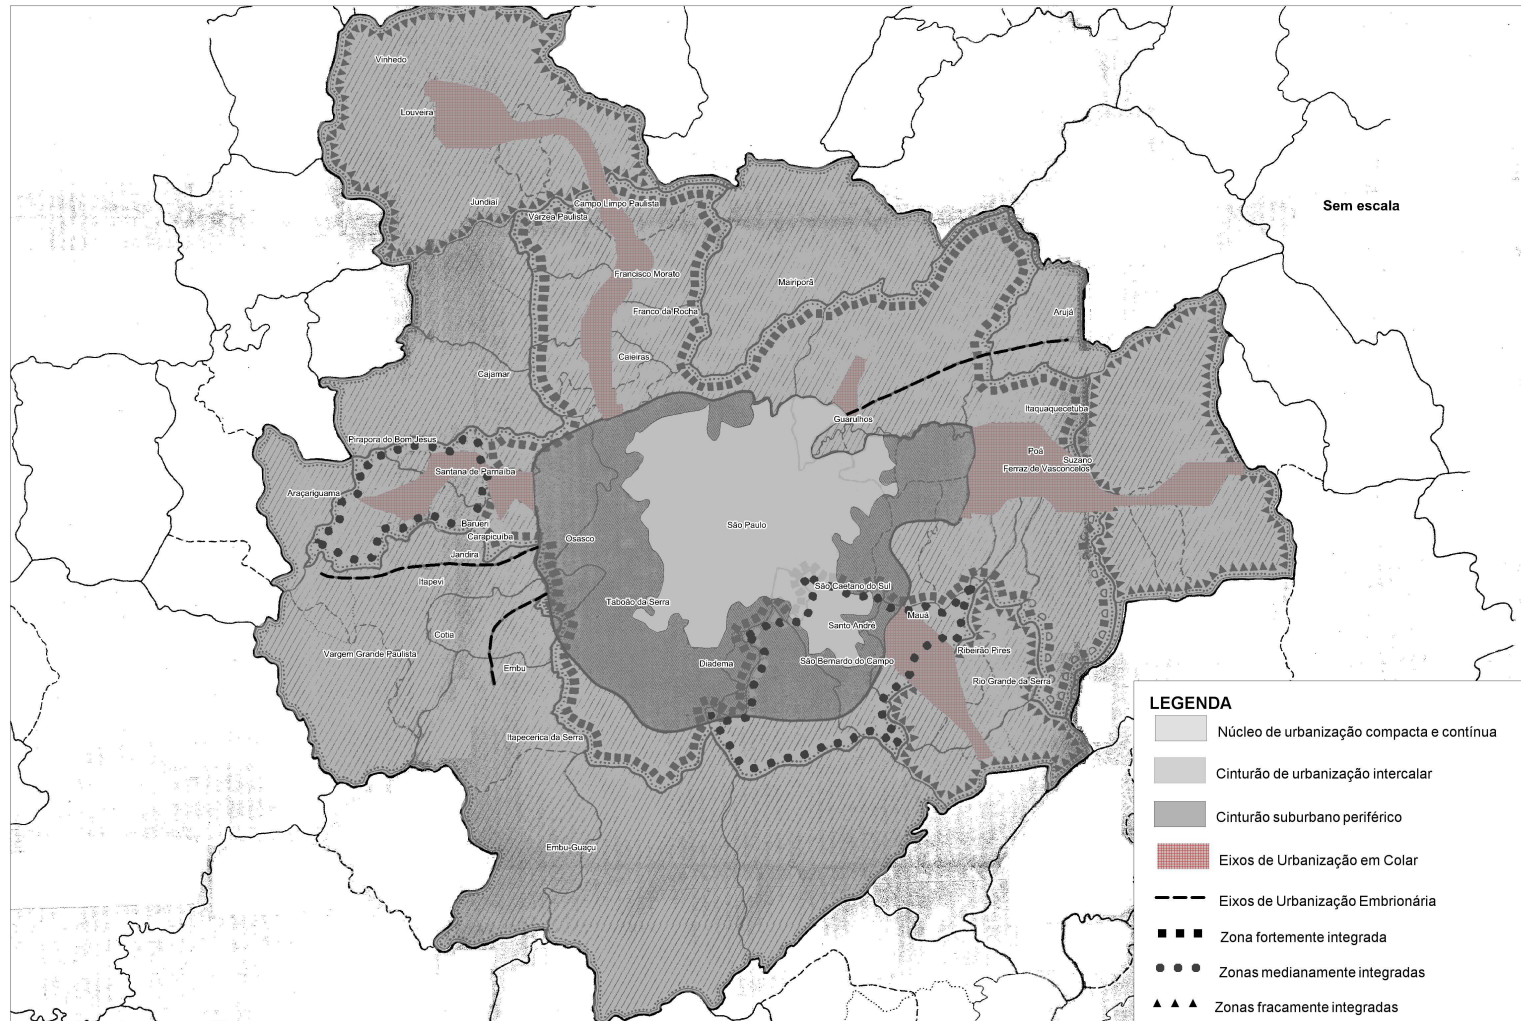 Vinhedo
Louveira
Jundiaí
Campo Limpo Paulista
Várzea Paulista
Sem escala
Francisco Morato
Mairiporã
Franco da Rocha
Arujá
Caieiras
Cajamar
Itaquaquecetuba
Guarulhos
Pirapora do Bom Jesus
Poá
Suzano
Santana de Parnaíba
Ferraz de Vasconcelos
Araçariguama
Barueri
São Paulo
Carapicuíba
Osasco
Jandira
Itapevi
São Caetano do Sul
Taboão da Serra
Mauá
Santo André
Cotia
Vargem Grande Paulista
Ribeirão Pires
Diadema
São Bernardo do Campo
Embu
Rio Grande da Serra
Itapecerica da Serra
Embu-Guaçu
LEGENDA
Núcleo de urbanização compacta e contínua
Cinturão de urbanização intercalar
Cinturão suburbano periférico
Eixos de Urbanização em Colar
Eixos de Urbanização Embrionária
Zona fortemente integrada
Zonas medianamente integradas
Zonas fracamente integradas